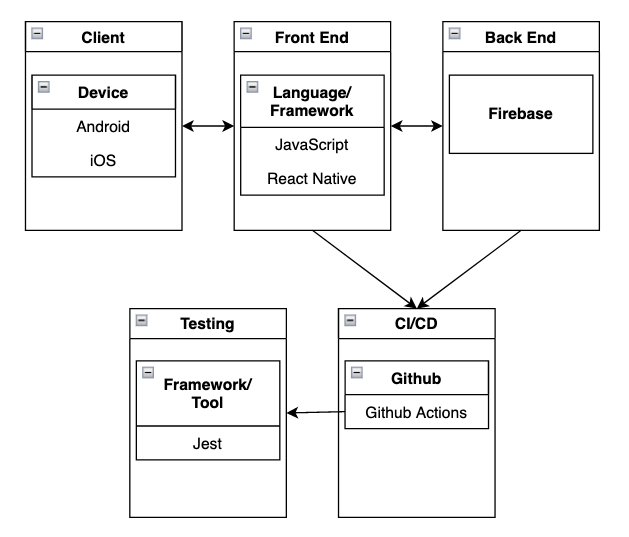 Client
Front End
Back End
Device
Android
iOS
Language/
Framework
JavaScript
React Native
Firebase
Testing
CI/CD
Framework/
Tool
Jest
Github
Github Actions